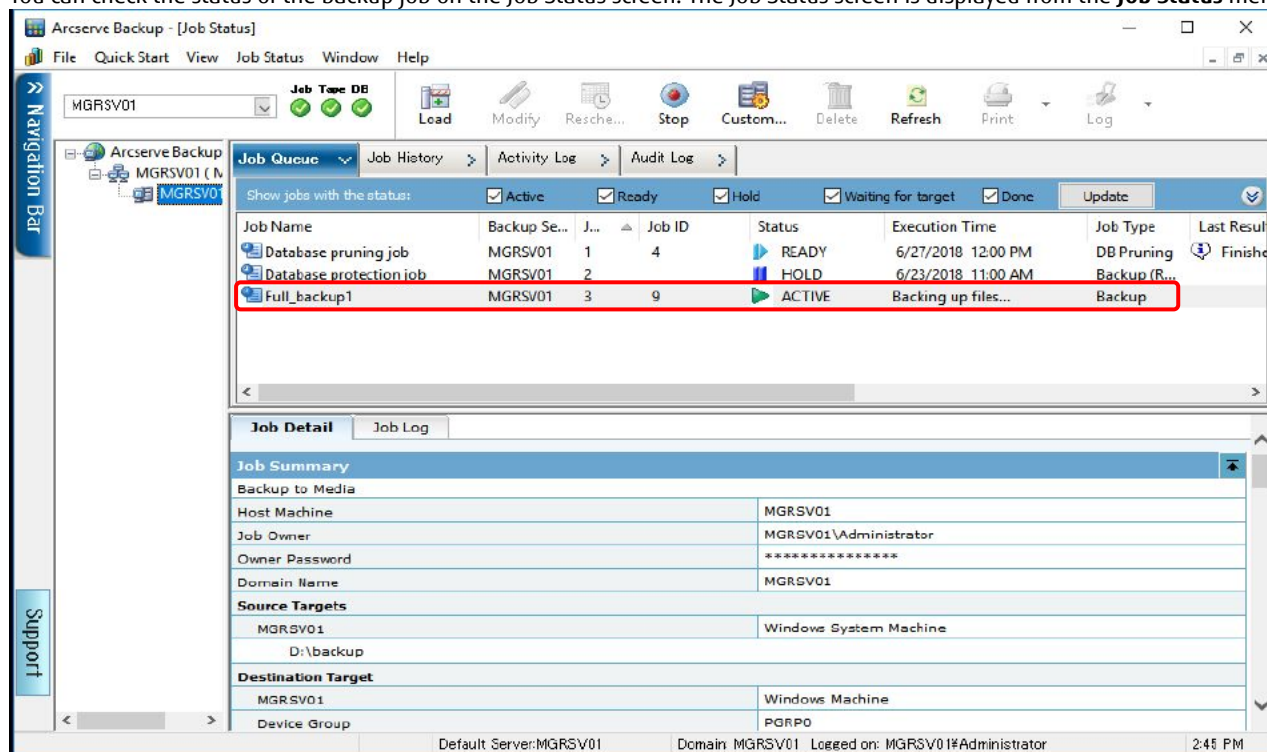 You can check the status of the backup job on the Job Status screen. The Job Status screen is displayed from the Job Status
Arcserve Backup - [Job Status]
File Quick Start View Job Status Window Help
MGRSV01
Job Tape DB
Load
Modify
Resche...
Stop
Custom...
Delete
Refresh
Print
Log
Navigation Bar
Support
Arcserve Backup
MGRSV01 ( N
MGRSV01
Job Queue
Job History
Activity Log
Audit Log
Show jobs with the status:
Active
Ready
Hold
Waiting for target
Done
Update
Job Name Backup Se... J... Job ID Status Execution Time Job Type Last Resul
Database pruning job MGRSV01 1 4 READY 6/27/2018 12:00 PM DB Pruning Finishe
Database protection job MGRSV01 2 HOLD 6/23/2018 11:00 AM Backup (R...
Full_backup1 MGRSV01 3 9 ACTIVE Backing up files... Backup
Job Detail
Job Log
Job Summary
Backup to Media
Host Machine MGRSV01
Job Owner MGRSV01\Administrator
Owner Password ***************
Domain Name MGRSV01
Source Targets
MGRSV01 Windows System Machine
D:\backup
Destination Target
MGRSV01 Windows Machine
Device Group PGRP0
Default Server:MGRSV01 Domain: MGRSV01 Logged on: MGRSV01¥Administrator 2:45 PM